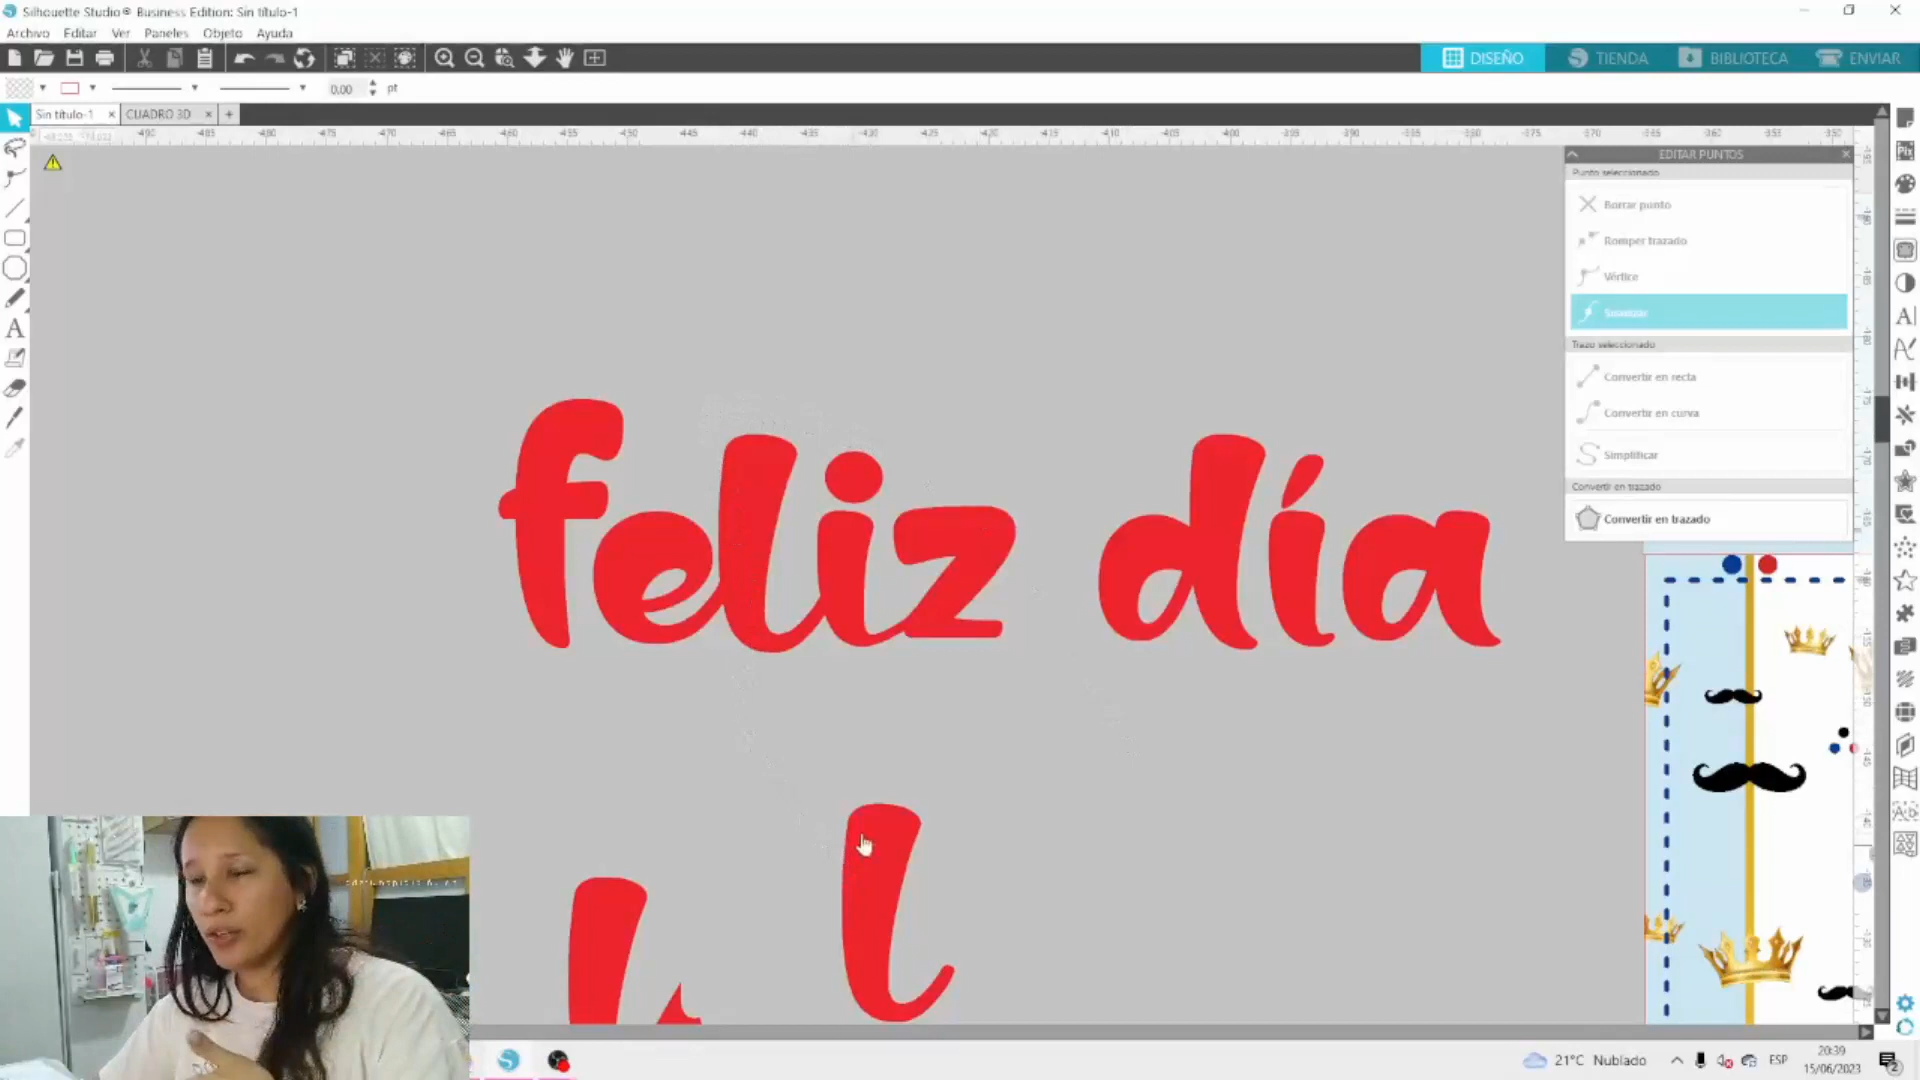 Silhouette Studio® Business Edition: Sin título-1
Archivo Editar Ver Paneles Objeto Ayuda
DISEÑO TIENDA BIBLIOTECA ENVIAR
0.00 pt
Sin título-1 CUADRO 3D
EDITAR PUNTOS
Punto seleccionado
Borrar punto
Romper trazado
Vértice
Suavizar
Trazo seleccionado
Convertir en recta
Convertir en curva
Simplificar
Convertir en trazado
Convertir en trazado
feliz día
l
21°C Nublado
ESP
20:39
15/06/2023